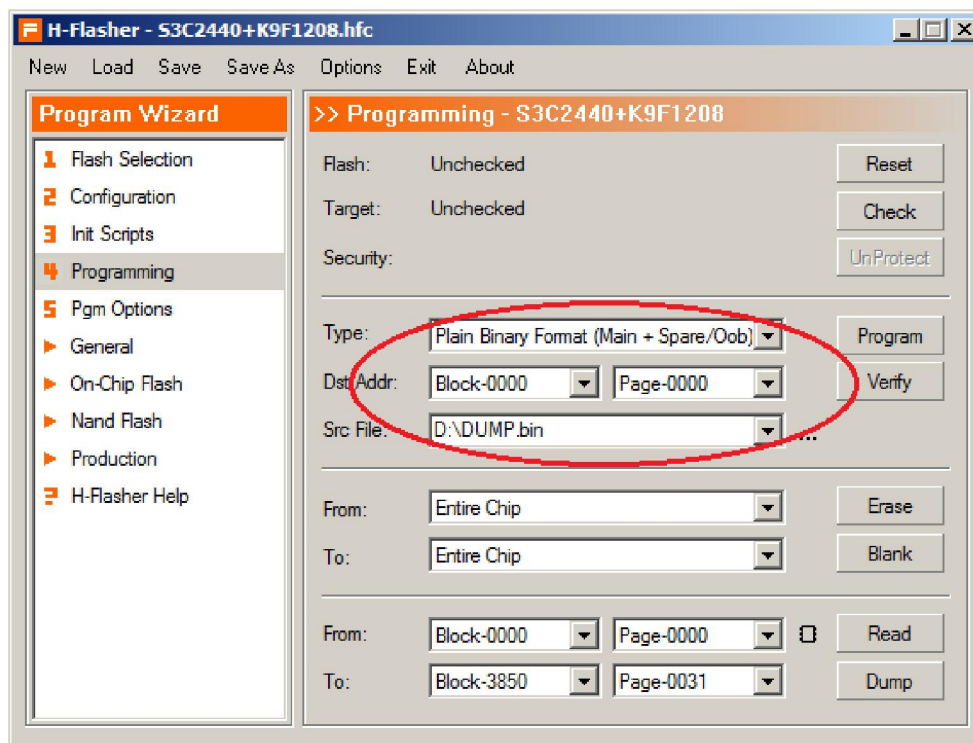 H-Flasher - S3C2440+K9F1208.hfc
New Load Save Save As Options Exit About
Program Wizard
1 Flash Selection
2 Configuration
3 Init Scripts
4 Programming
5 Pgm Options
General
On-Chip Flash
Nand Flash
Production
? H-Flasher Help
>> Programming - S3C2440+K9F1208
Flash: Unchecked Reset
Target: Unchecked Check
Security: UnProtect
Type: Plain Binary Format (Main + Spare/Oob) Program
Dst Addr: Block-0000 Page-0000 Verify
Src File: D:\DUMP.bin ...
From: Entire Chip Erase
To: Entire Chip Blank
From: Block-0000 Page-0000 Read
To: Block-3850 Page-0031 Dump